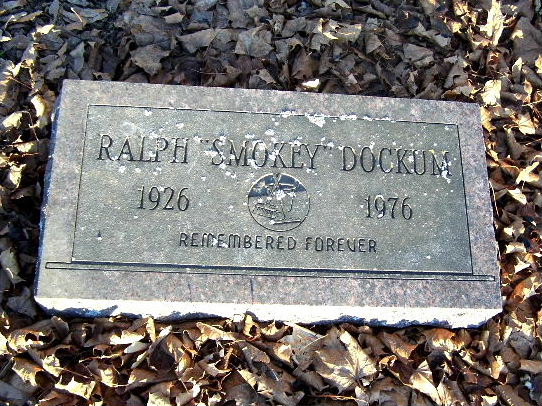 RALPH "SMOKEY" DOCKUM
1926 1976
REMEMBERED FOREVER